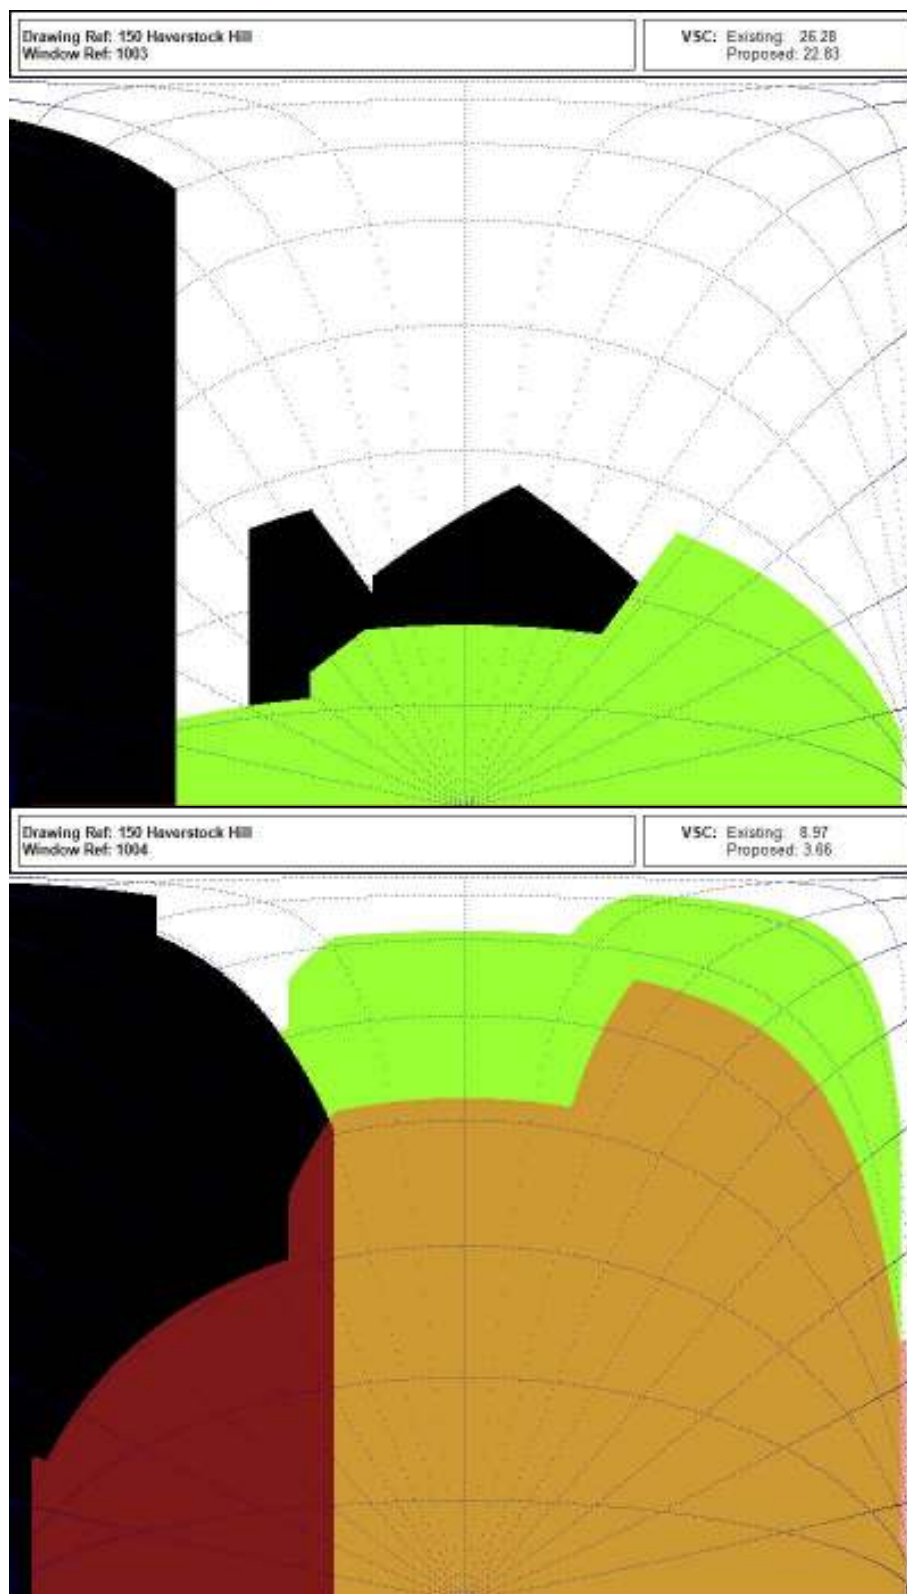 Drawing Ref: 150 Haverstock Hill
Window Ref: 1003
VSC: Existing: 26.28
Proposed: 22.83
Drawing Ref: 150 Haverstock Hill
Window Ref: 1004
VSC: Existing: 8.97
Proposed: 3.66